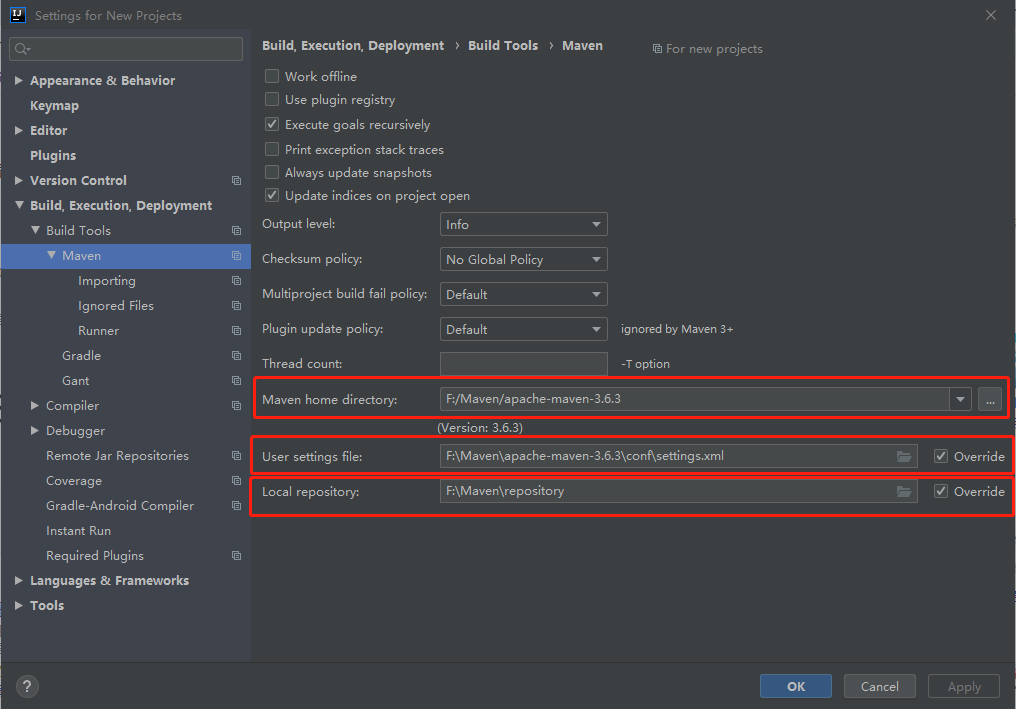 Settings for New Projects
Appearance & Behavior
Keymap
Editor
Plugins
Version Control
Build, Execution, Deployment
Build Tools
Maven
Importing
Ignored Files
Runner
Gradle
Gant
Compiler
Debugger
Remote Jar Repositories
Coverage
Gradle-Android Compiler
Instant Run
Required Plugins
Languages & Frameworks
Tools
Build, Execution, Deployment › Build Tools › Maven For new projects
Work offline
Use plugin registry
Execute goals recursively
Print exception stack traces
Always update snapshots
Update indices on project open
Output level: Info
Checksum policy: No Global Policy
Multiproject build fail policy: Default
Plugin update policy: Default ignored by Maven 3+
Thread count: -T option
Maven home directory: F:/Maven/apache-maven-3.6.3 ...
(Version: 3.6.3)
User settings file: F:\Maven\apache-maven-3.6.3\conf\settings.xml Override
Local repository: F:\Maven\repository Override
? OK Cancel Apply